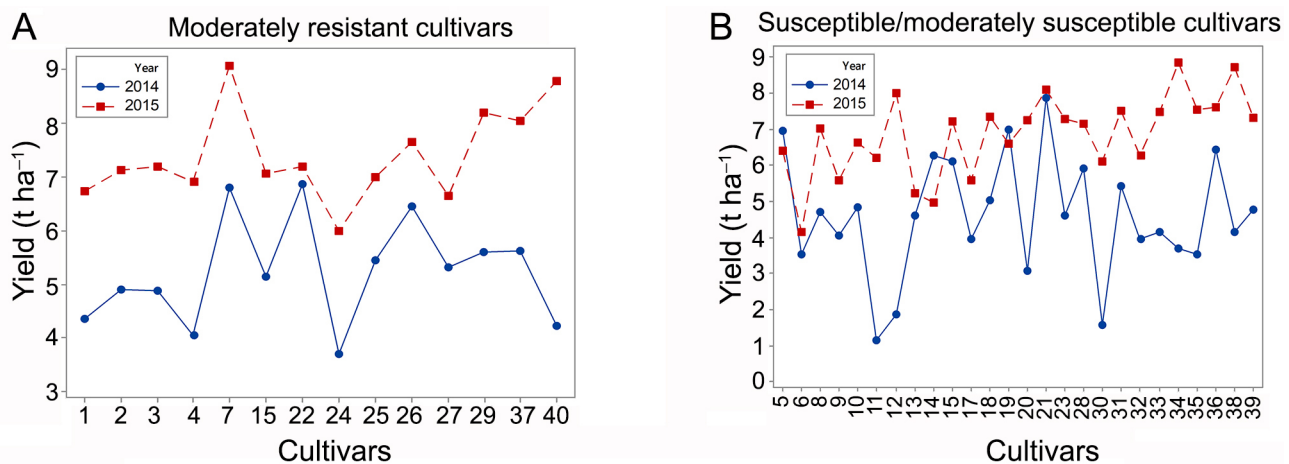 A
Moderately resistant cultivars
Year
2014
2015
Yield (t ha⁻¹)
9
8
7
6
5
4
3
1 2 3 4 7 15 22 24 25 26 27 29 37 40
Cultivars
B
Susceptible/moderately susceptible cultivars
Year
2014
2015
Yield (t ha⁻¹)
9
8
7
6
5
4
3
2
1
0
5 6 8 9 10 11 12 13 14 15 17 18 19 20 21 23 28 30 31 32 33 34 35 36 38 39
Cultivars